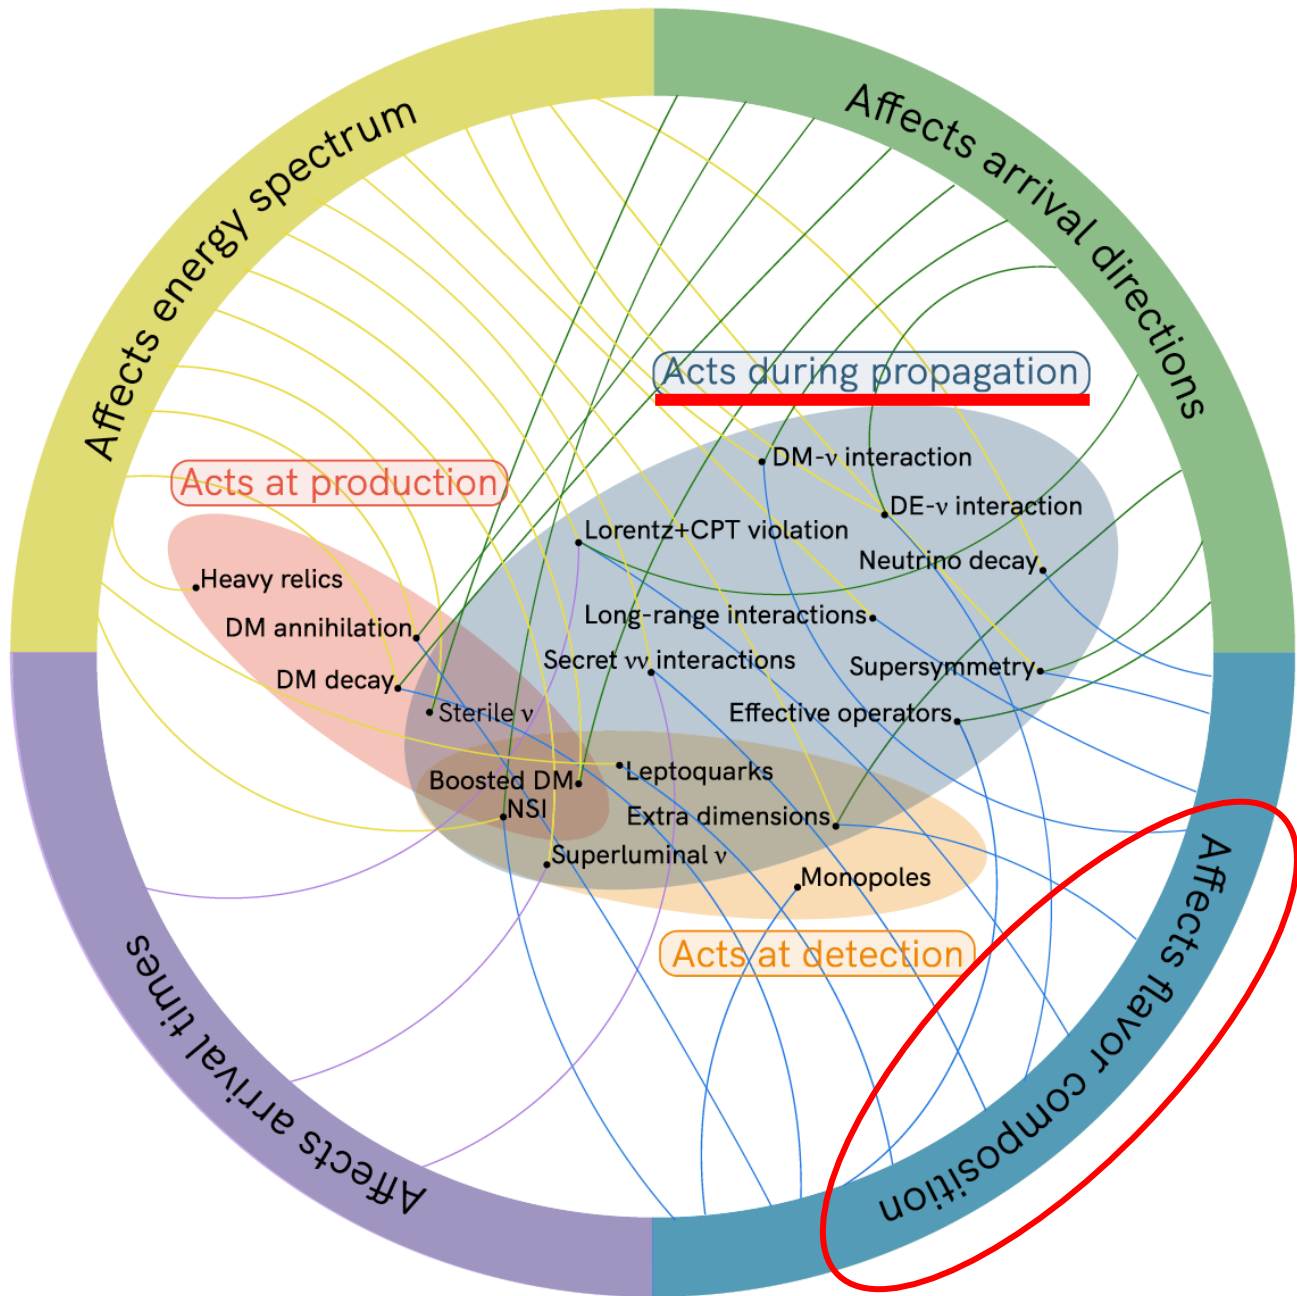 Affects energy spectrum
Affects arrival directions
Acts during propagation
DM-ν interaction
Acts at production
DE-ν interaction
Lorentz+CPT violation
Neutrino decay
Heavy relics
Long-range interactions
DM annihilation
Secret νν interactions
Supersymmetry
DM decay
Sterile ν
Effective operators
Leptoquarks
Boosted DM
NSI
Extra dimensions
Superluminal ν
Monopoles
Acts at detection
Affects arrival times
Affects flavor composition